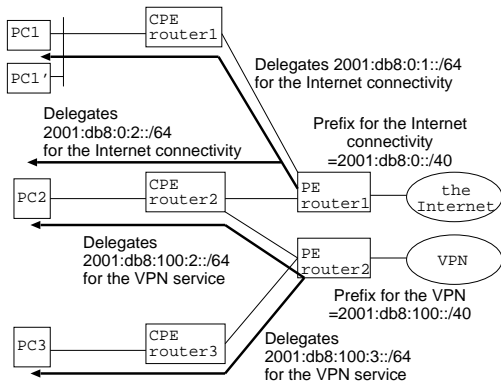 PC1
CPE
router1
PC1'
Delegates 2001:db8:0:1::/64
for the Internet connectivity
Delegates
2001:db8:0:2::/64
for the Internet connectivity
Prefix for the Internet
connectivity
=2001:db8:0::/40
PC2
CPE
router2
PE
router1
the
Internet
Delegates
2001:db8:100:2::/64
for the VPN service
PE
router2
VPN
Prefix for the VPN
=2001:db8:100::/40
PC3
CPE
router3
Delegates
2001:db8:100:3::/64
for the VPN service